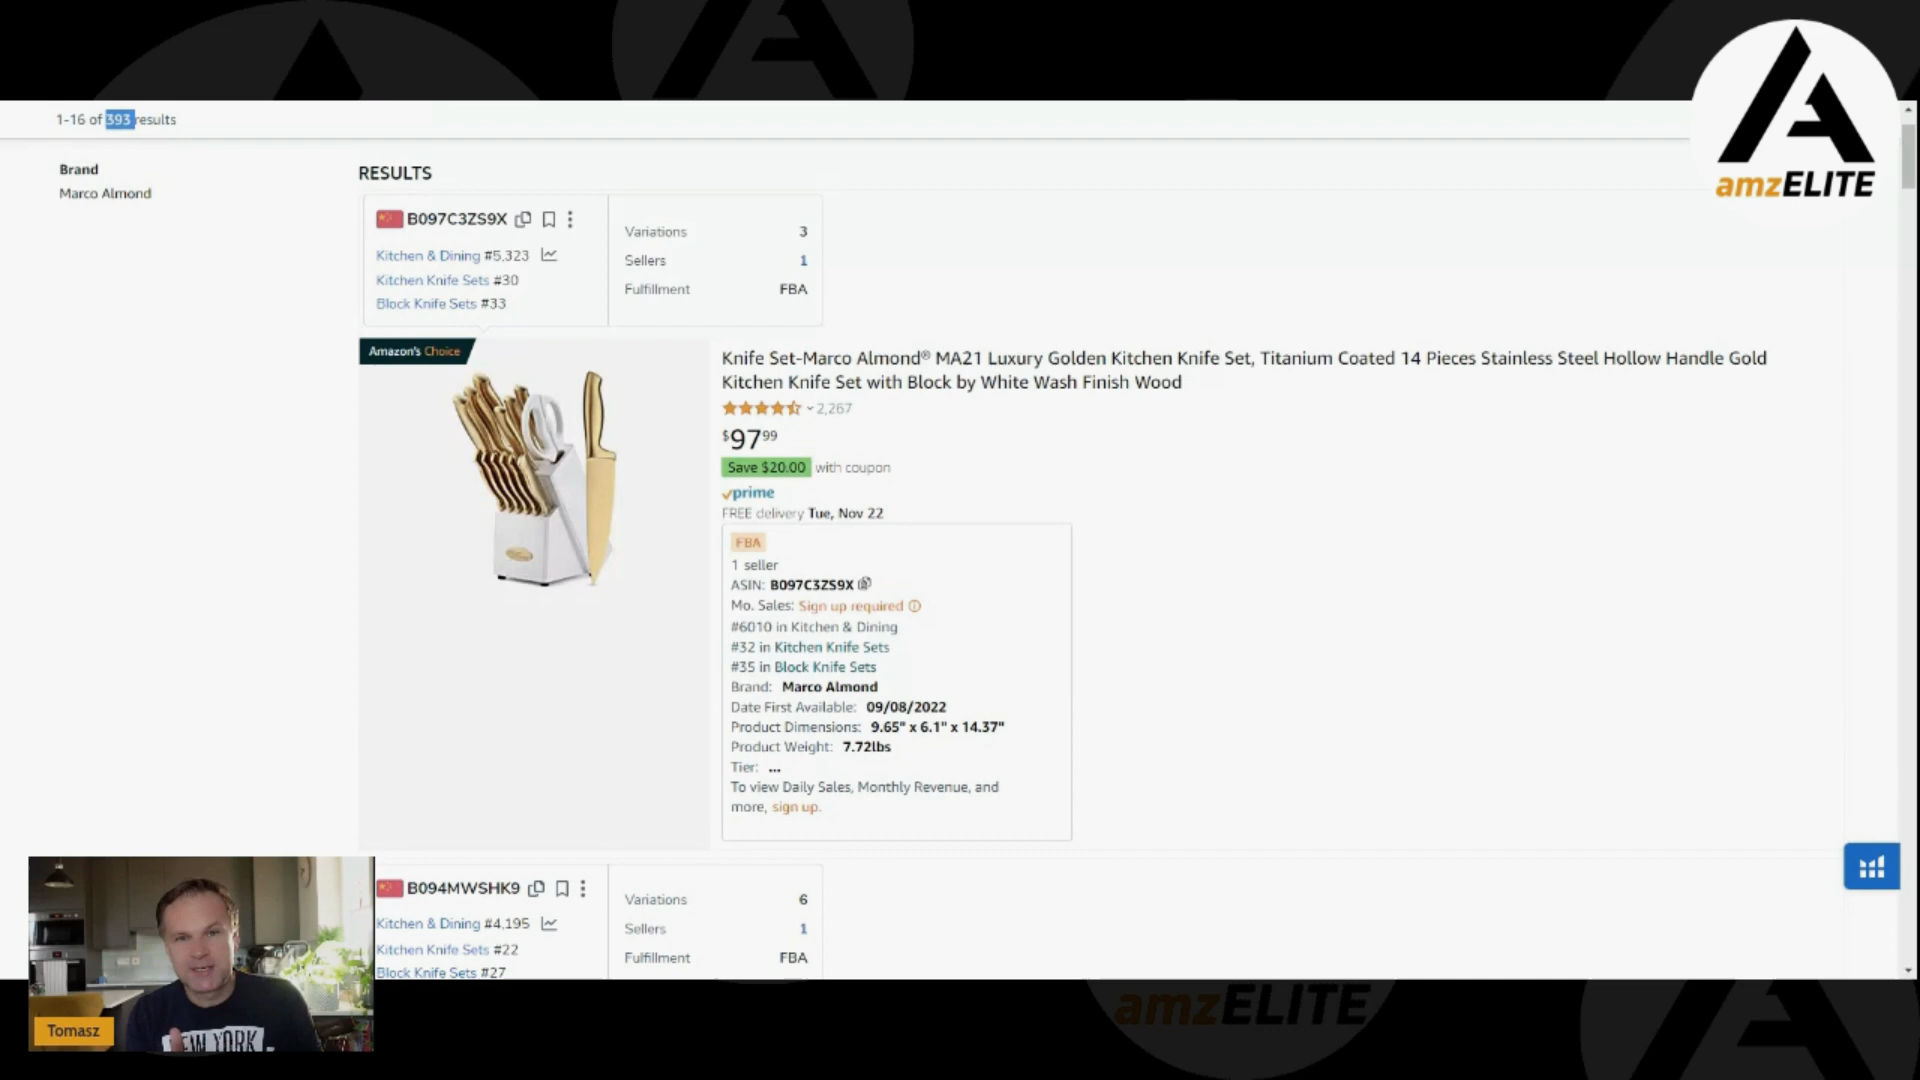 1-16 of 393 results
amzELITE
Brand
Marco Almond
RESULTS
B097C3ZS9X
Kitchen & Dining #5,323
Kitchen Knife Sets #30
Block Knife Sets #33
Variations 3
Sellers 1
Fulfillment FBA
Amazon's Choice
Knife Set-Marco Almond® MA21 Luxury Golden Kitchen Knife Set, Titanium Coated 14 Pieces Stainless Steel Hollow Handle Gold
Kitchen Knife Set with Block by White Wash Finish Wood
2,267
$97.99
Save $20.00 with coupon
prime
FREE delivery Tue, Nov 22
FBA
1 seller
ASIN: B097C3ZS9X
Mo. Sales: Sign up required
#6010 in Kitchen & Dining
#32 in Kitchen Knife Sets
#35 in Block Knife Sets
Brand: Marco Almond
Date First Available: 09/08/2022
Product Dimensions: 9.65" x 6.1" x 14.37"
Product Weight: 7.72lbs
Tier: ...
To view Daily Sales, Monthly Revenue, and
more, sign up.
B094MWSHK9
Kitchen & Dining #4,195
Kitchen Knife Sets #22
Block Knife Sets #27
Variations 6
Sellers 1
Fulfillment FBA
Tomasz
NEW YORK
amzELITE